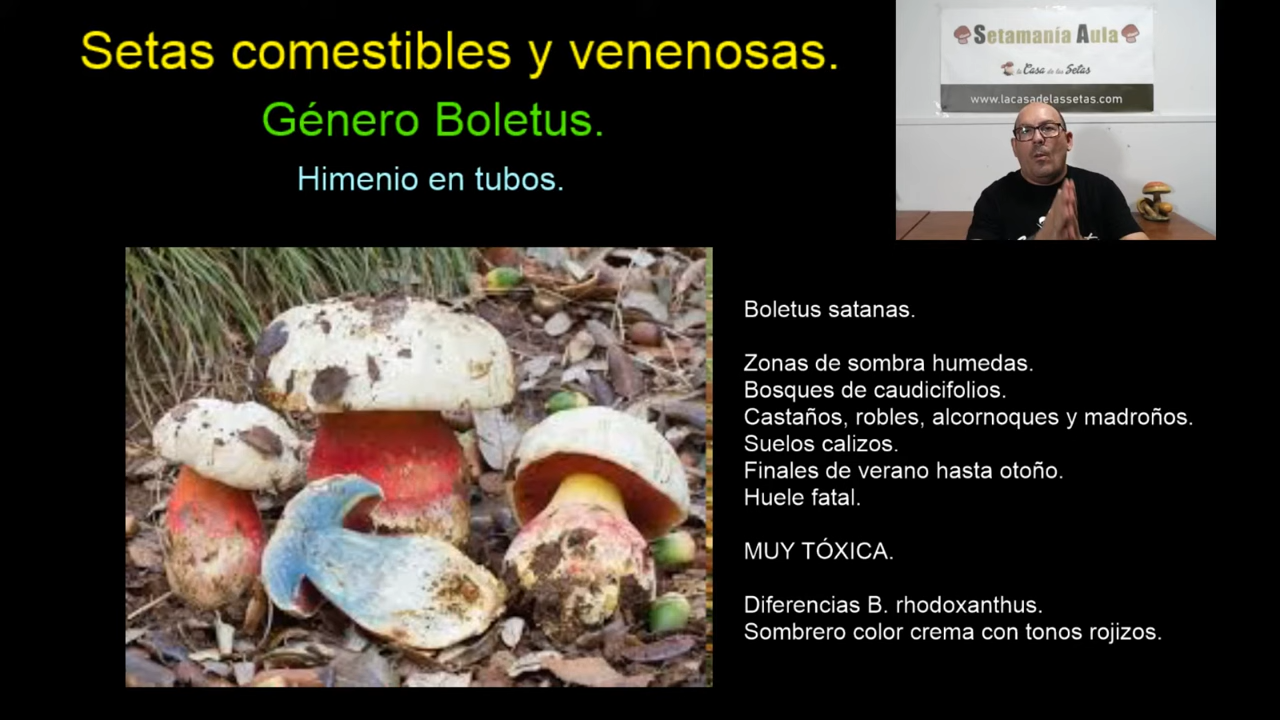 Setas comestibles y venenosas.
Género Boletus.
Himenio en tubos.
Setamanía Aula
la Casa de las Setas
www.lacasadelassetas.com
Boletus satanas.
Zonas de sombra humedas.
Bosques de caudicifolios.
Castaños, robles, alcornoques y madroños.
Suelos calizos.
Finales de verano hasta otoño.
Huele fatal.
MUY TÓXICA.
Diferencias B. rhodoxanthus.
Sombrero color crema con tonos rojizos.